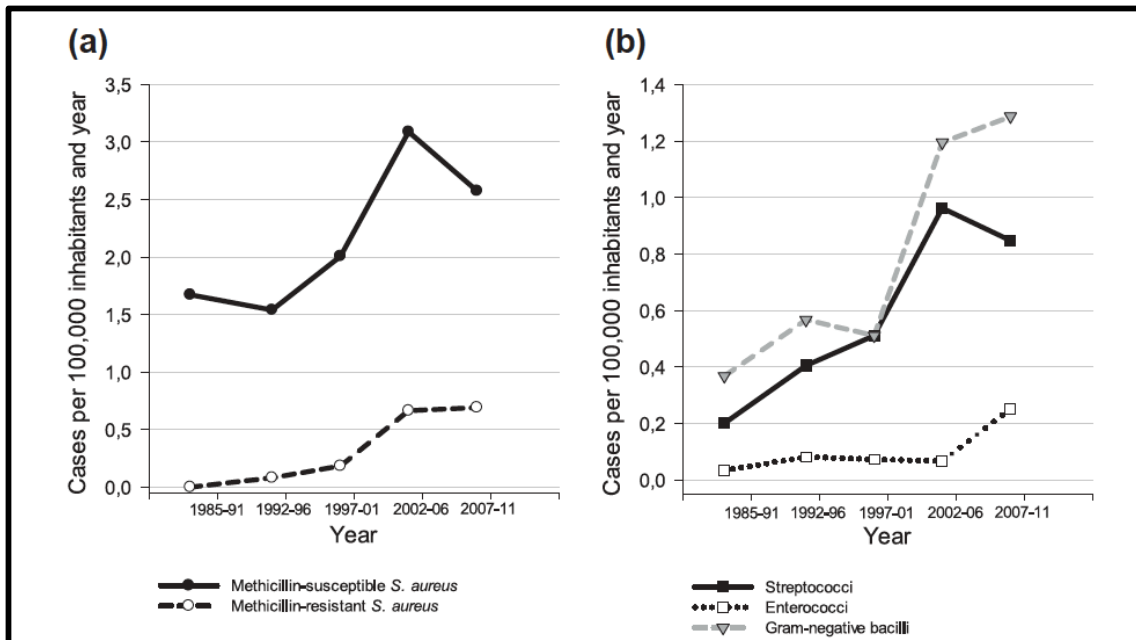 (a)
Cases per 100,000 inhabitants and year
3,5
3,0
2,5
2,0
1,5
1,0
0,5
0,0
1985-91 1992-96 1997-01 2002-06 2007-11
Year
Methicillin-susceptible S. aureus
Methicillin-resistant S. aureus
(b)
Cases per 100,000 inhabitants and year
1,4
1,2
1,0
0,8
0,6
0,4
0,2
0,0
1985-91 1992-96 1997-01 2002-06 2007-11
Year
Streptococci
Enterococci
Gram-negative bacilli